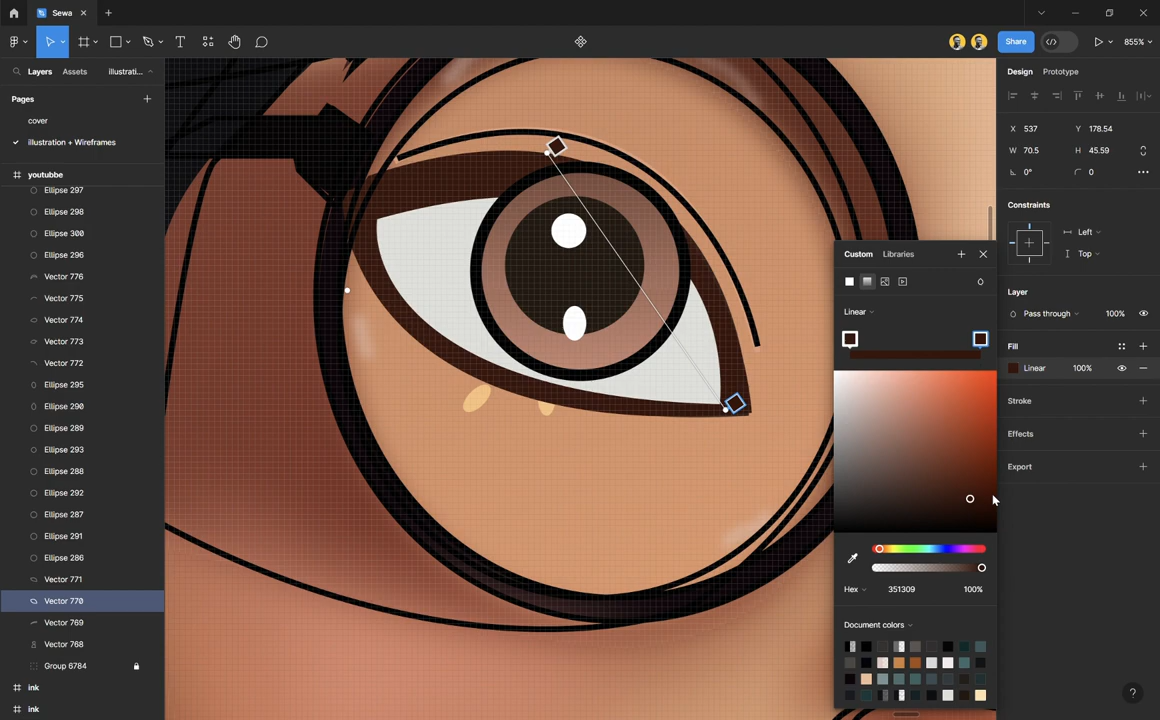 Sewa
Share
855%
Layers
Assets
illustrati...
Pages
cover
illustration + Wireframes
youtubbe
Ellipse 297
Ellipse 298
Ellipse 300
Ellipse 296
Vector 776
Vector 775
Vector 774
Vector 773
Vector 772
Ellipse 295
Ellipse 290
Ellipse 289
Ellipse 293
Ellipse 288
Ellipse 292
Ellipse 287
Ellipse 291
Ellipse 286
Vector 771
Vector 770
Vector 769
Vector 768
Group 6784
ink
ink
Custom
Libraries
Linear
Hex
351309
100%
Document colors
Design
Prototype
X 537
Y 178.54
W 70.5
H 45.59
0°
0
Constraints
Left
Top
Layer
Pass through
100%
Fill
Linear
100%
Stroke
Effects
Export
?